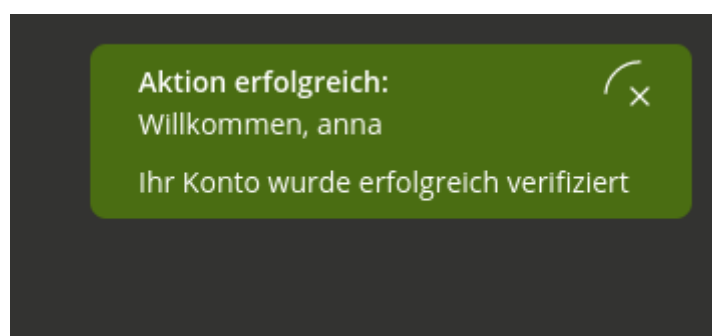 Aktion erfolgreich:
Willkommen, anna
Ihr Konto wurde erfolgreich verifiziert